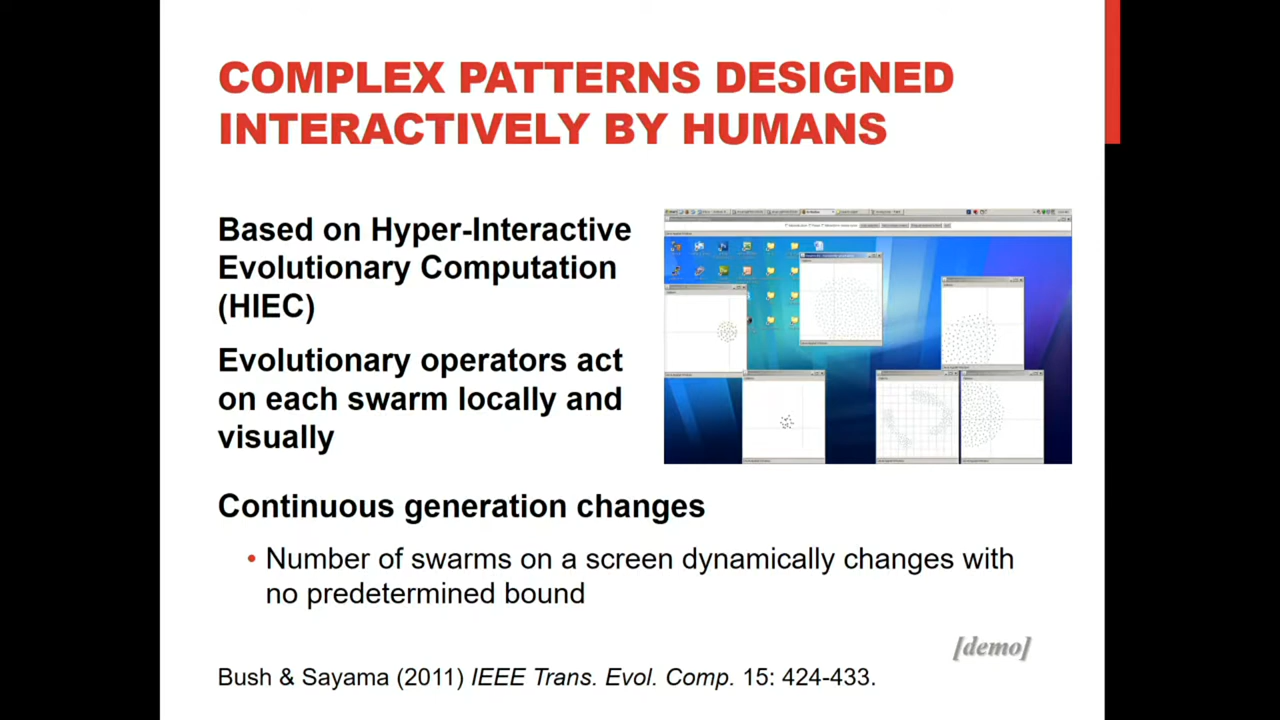 COMPLEX PATTERNS DESIGNED
INTERACTIVELY BY HUMANS
Based on Hyper-Interactive
Evolutionary Computation
(HIEC)
Evolutionary operators act
on each swarm locally and
visually
Continuous generation changes
• Number of swarms on a screen dynamically changes with
no predetermined bound
[demo]
Bush & Sayama (2011) IEEE Trans. Evol. Comp. 15: 424-433.